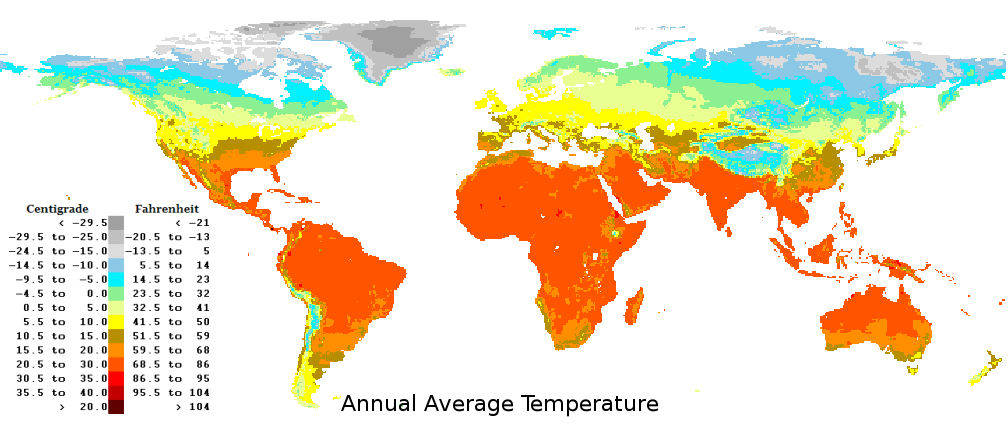 Centigrade Fahrenheit
< -29.5 < -21
-29.5 to -25.0 -20.5 to -13
-24.5 to -15.0 -13.5 to 5
-14.5 to -10.0 5.5 to 14
-9.5 to -5.0 14.5 to 23
-4.5 to 0.0 23.5 to 32
0.5 to 5.0 32.5 to 41
5.5 to 10.0 41.5 to 50
10.5 to 15.0 51.5 to 59
15.5 to 20.0 59.5 to 68
20.5 to 30.0 68.5 to 86
30.5 to 35.0 86.5 to 95
35.5 to 40.0 95.5 to 104
> 20.0 > 104
Annual Average Temperature